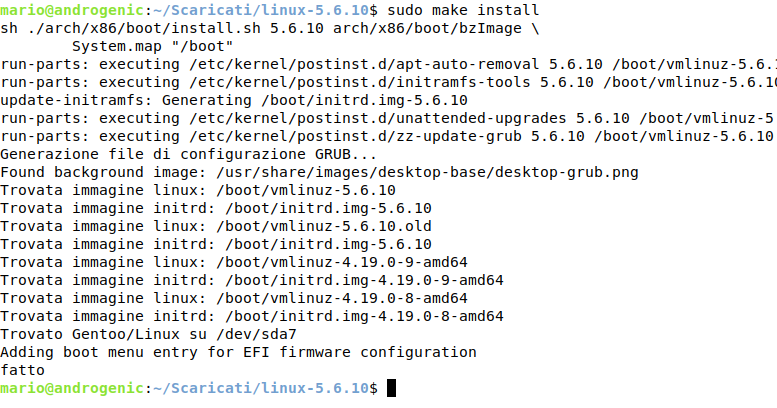 mario@androgenic:~/Scaricati/linux-5.6.10$ sudo make install
sh ./arch/x86/boot/install.sh 5.6.10 arch/x86/boot/bzImage \
        System.map "/boot"
run-parts: executing /etc/kernel/postinst.d/apt-auto-removal 5.6.10 /boot/vmlinuz-5.6.1
run-parts: executing /etc/kernel/postinst.d/initramfs-tools 5.6.10 /boot/vmlinuz-5.6.10
update-initramfs: Generating /boot/initrd.img-5.6.10
run-parts: executing /etc/kernel/postinst.d/unattended-upgrades 5.6.10 /boot/vmlinuz-5
run-parts: executing /etc/kernel/postinst.d/zz-update-grub 5.6.10 /boot/vmlinuz-5.6.10
Generazione file di configurazione GRUB...
Found background image: /usr/share/images/desktop-base/desktop-grub.png
Trovata immagine linux: /boot/vmlinuz-5.6.10
Trovata immagine initrd: /boot/initrd.img-5.6.10
Trovata immagine linux: /boot/vmlinuz-5.6.10.old
Trovata immagine initrd: /boot/initrd.img-5.6.10
Trovata immagine linux: /boot/vmlinuz-4.19.0-9-amd64
Trovata immagine initrd: /boot/initrd.img-4.19.0-9-amd64
Trovata immagine linux: /boot/vmlinuz-4.19.0-8-amd64
Trovata immagine initrd: /boot/initrd.img-4.19.0-8-amd64
Trovato Gentoo/Linux su /dev/sda7
Adding boot menu entry for EFI firmware configuration
fatto
mario@androgenic:~/Scaricati/linux-5.6.10$